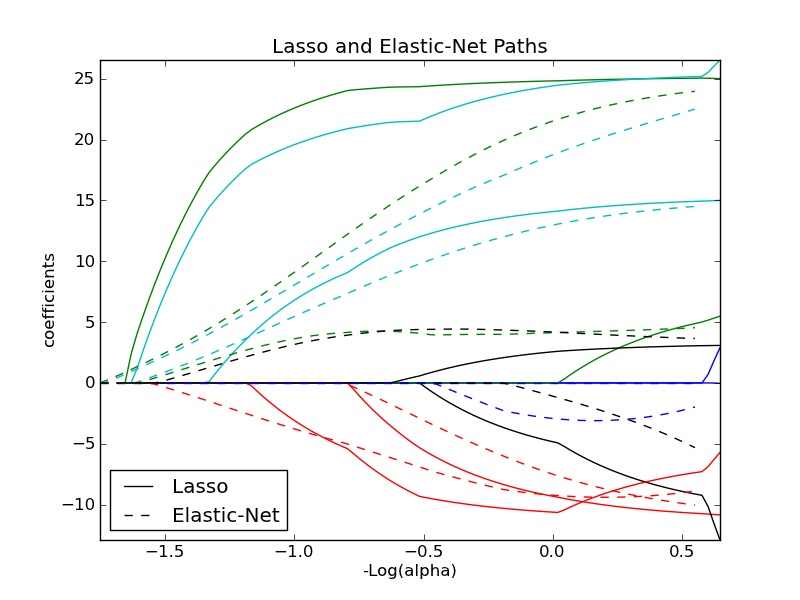 Lasso and Elastic-Net Paths
25
20
15
10
5
0
−5
−10
coefficients
Lasso
Elastic-Net
−1.5 −1.0 −0.5 0.0 0.5
-Log(alpha)